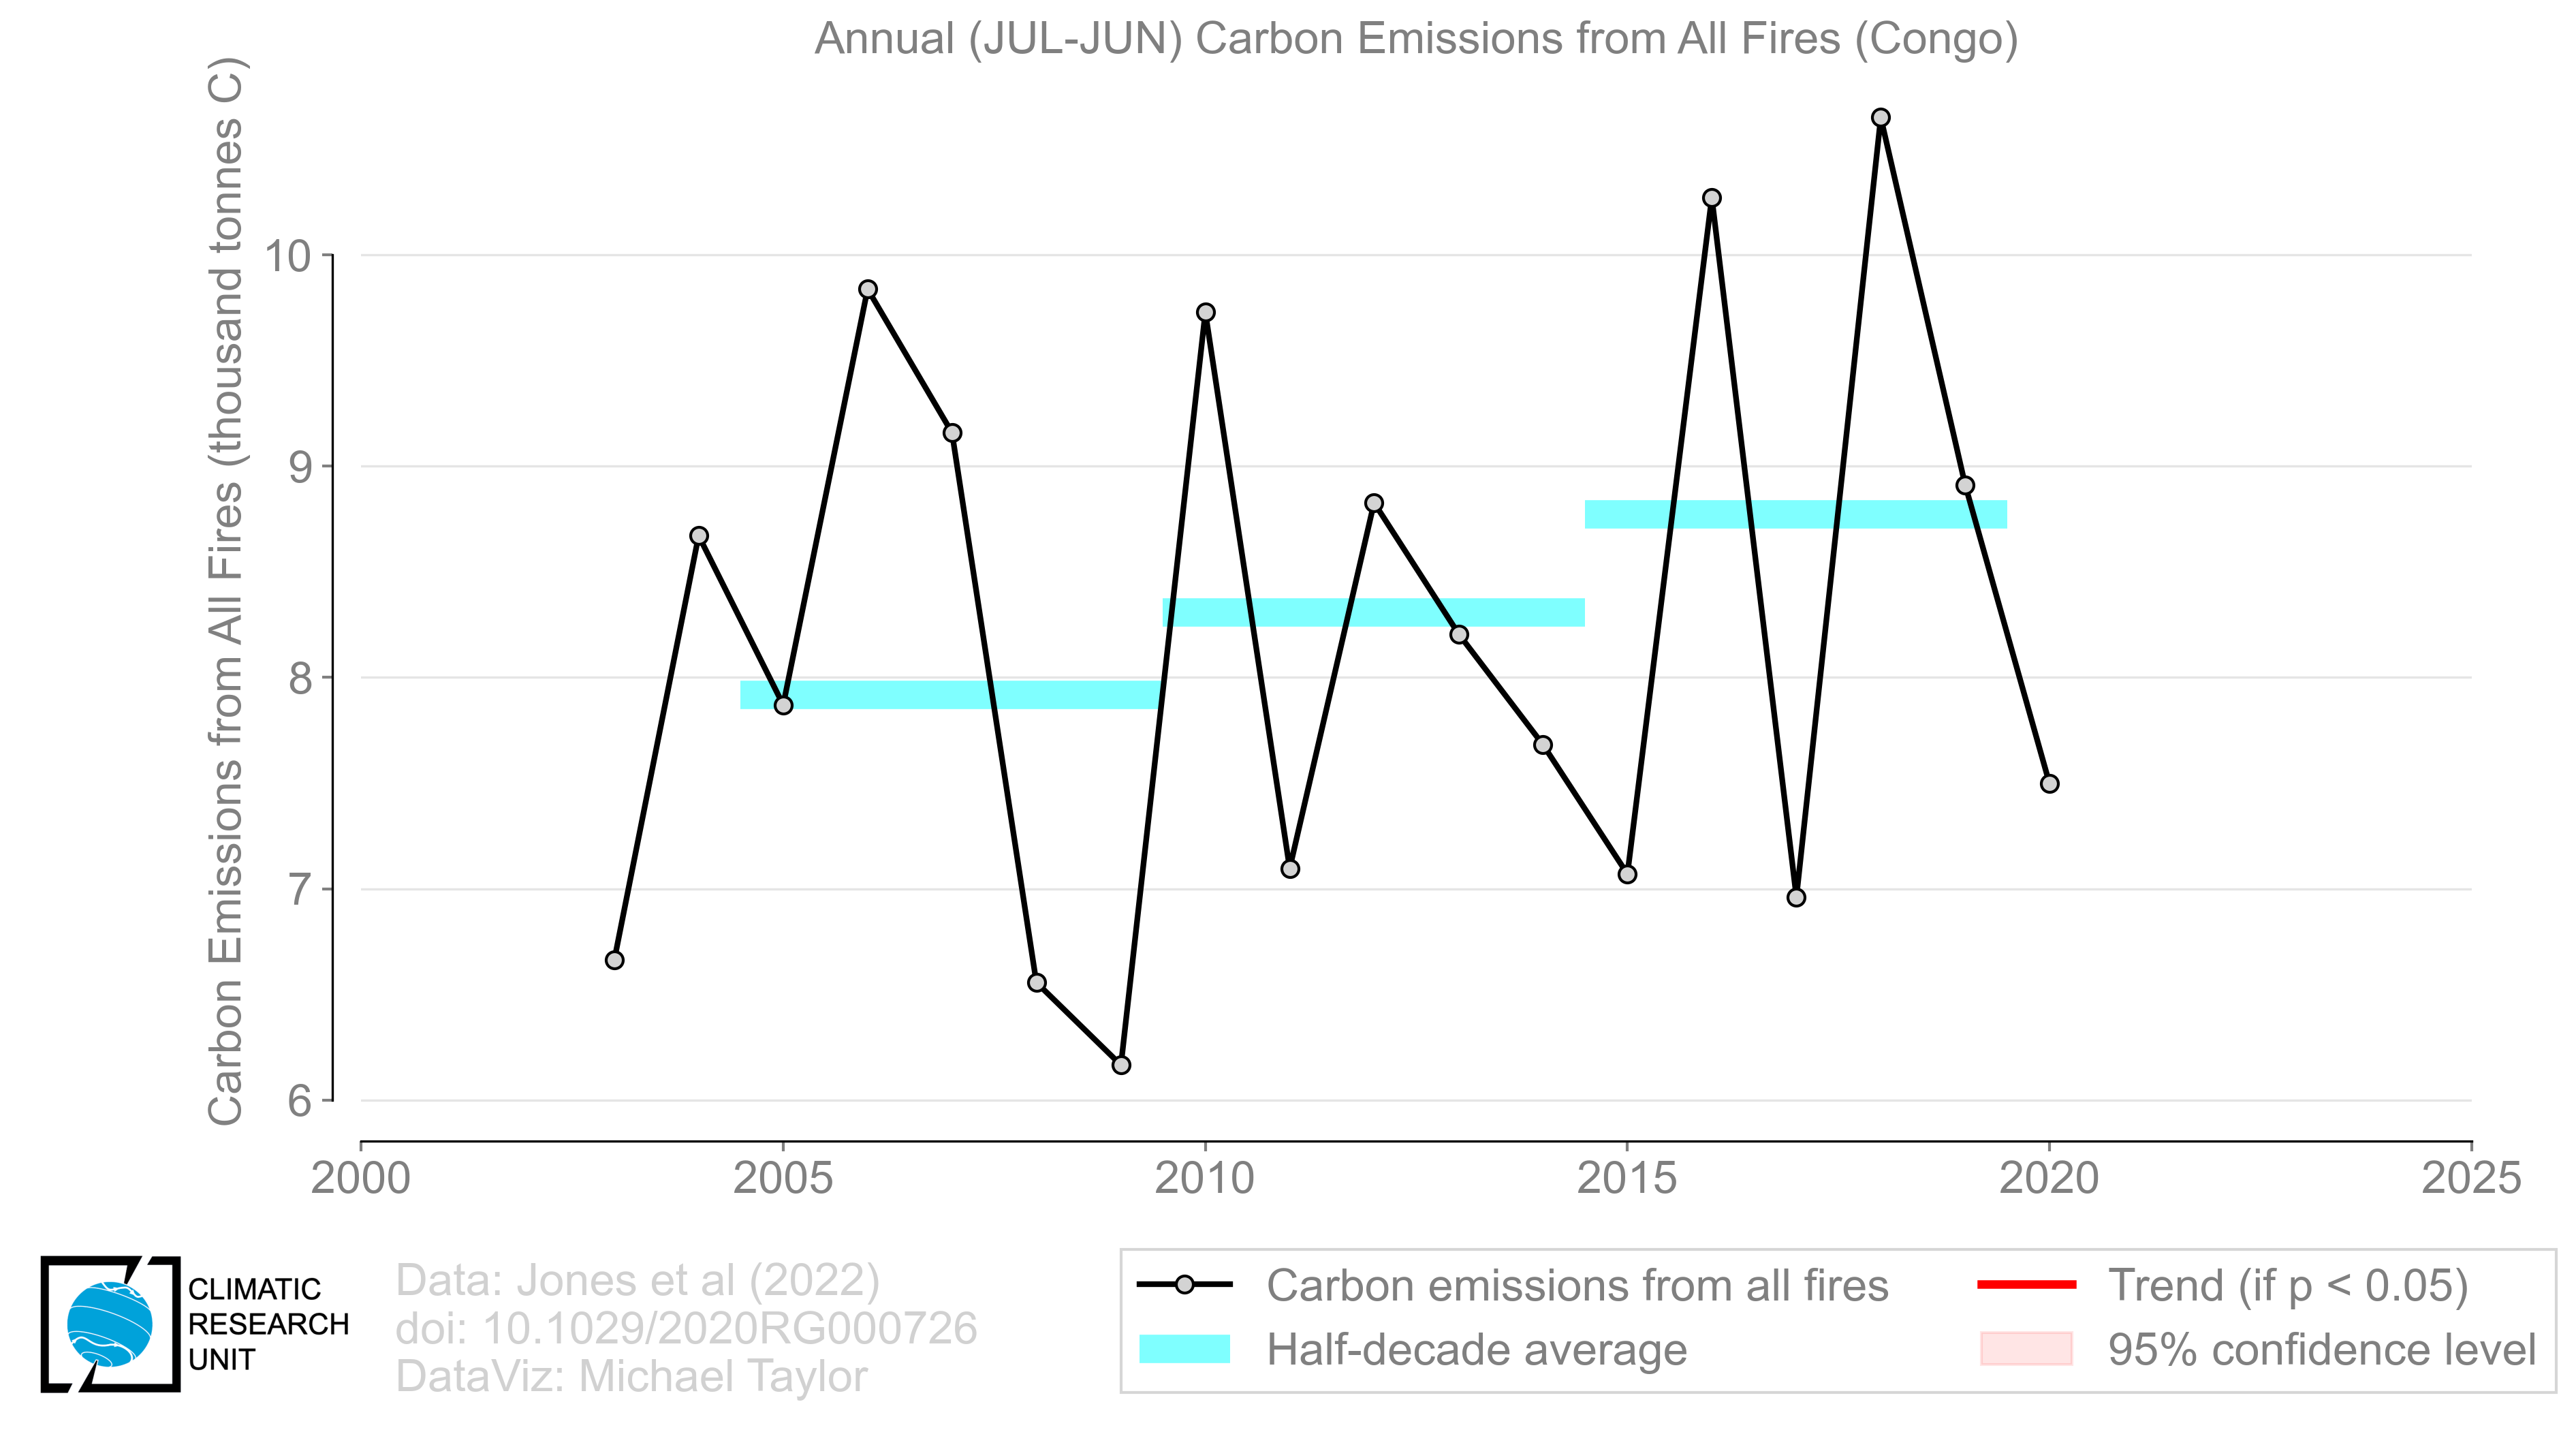 Annual (JUL-JUN) Carbon Emissions from All Fires (Congo)
Carbon Emissions from All Fires (thousand tonnes C)
10
9
8
7
6
2000 2005 2010 2015 2020 2025
CLIMATIC
RESEARCH
UNIT
Data: Jones et al (2022)
doi: 10.1029/2020RG000726
DataViz: Michael Taylor
Carbon emissions from all fires
Half-decade average
Trend (if p < 0.05)
95% confidence level